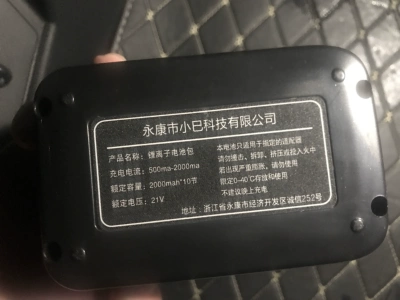 永康市小巳科技有限公司
产品名称：锂离子电池包
充电电流：500ma-2000ma
额定容量：2000mah*10节
额定电压：21V
本电池只适用于指定的适配器
请勿撞击、拆卸、挤压或投入火中
若出现严重膨胀、请勿使用
限定0-40℃存放和使用
不建议晚上充电
地址：浙江省永康市经济开发区诚信252号